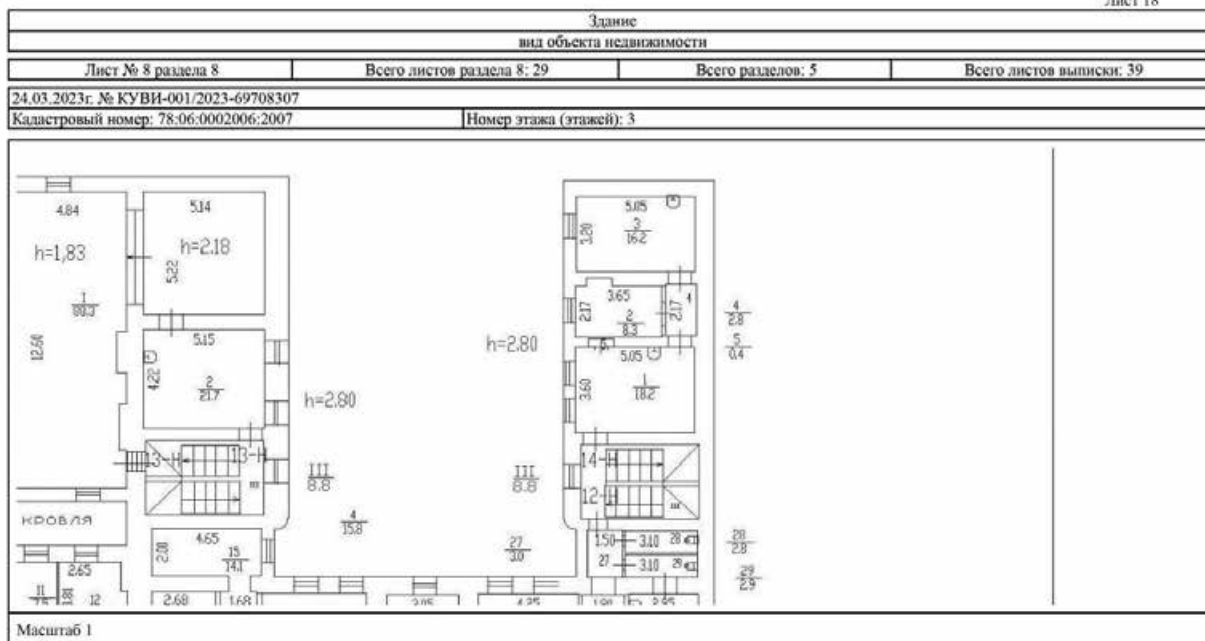 Лист 18
Здание
вид объекта недвижимости
Лист № 8 раздела 8
Всего листов раздела 8: 29
Всего разделов: 5
Всего листов выписки: 39
24.03.2023г. № КУВИ-001/2023-69708307
Кадастровый номер: 78:06:0002006:2007
Номер этажа (этажей): 3
4.84
5.14
5.05
3
16.2
3.20
h=1,83
h=2.18
5.22
I
80.3
3.65
2.17
2
8.3
2.17
4
4
2.8
5
0.4
12.60
5.15
h=2.80
5.05
4.22
2
21.7
3.60
1
18.2
h=2.80
13-Н
13-Н
III
8.8
III
8.8
14-Н
12-Н
III
III
КРОВЛЯ
4
15.8
27
3.0
4.65
2.00
15
14.1
1.50
3.10
28
27
3.10
29
28
2.8
29
2.9
2.65
11
1.81
12
2.68
1.68
Масштаб 1